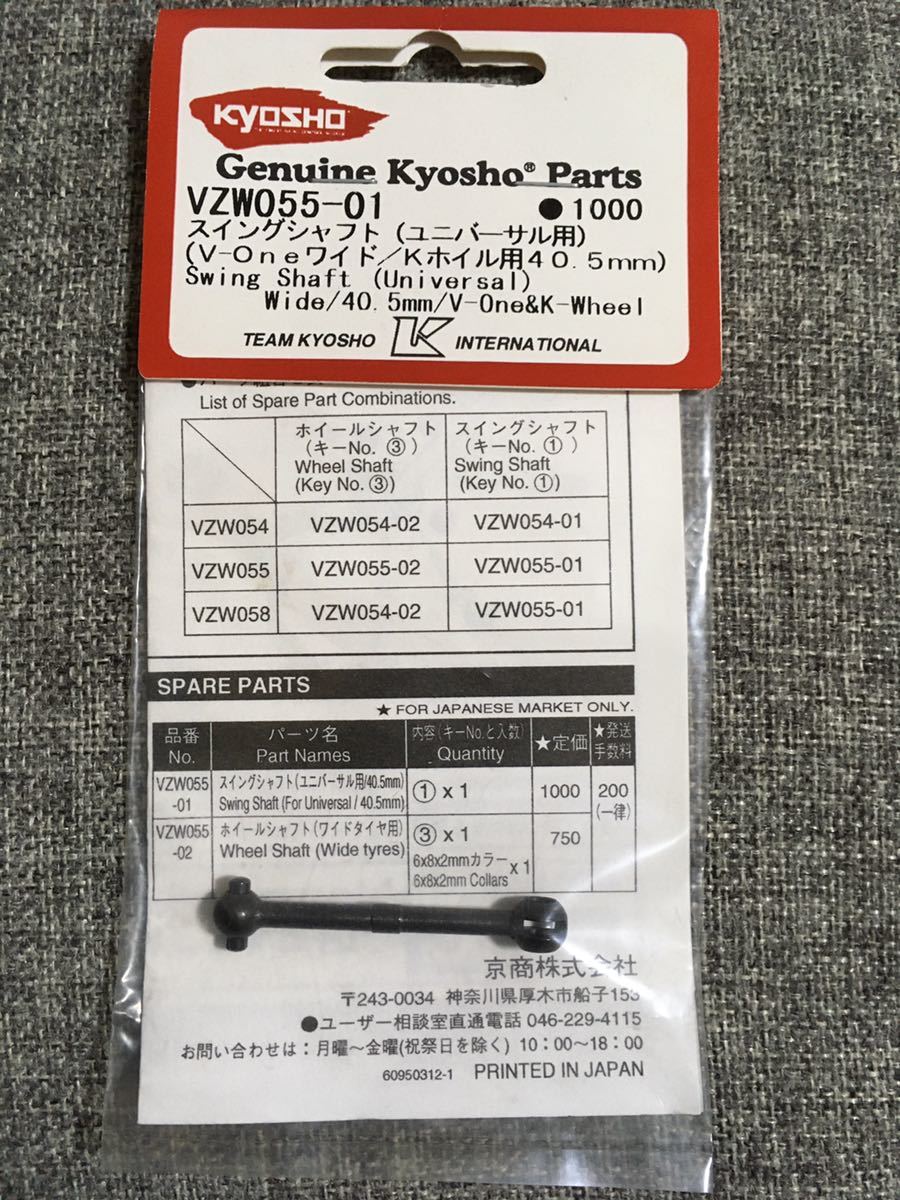 KYOSHO
Genuine Kyosho® Parts
VZW055-01 ●1000
スイングシャフト(ユニバーサル用)
(V-Oneワイド/Kホイル用40.5mm)
Swing Shaft (Universal)
Wide/40.5mm/V-One&K-Wheel
TEAM KYOSHO K INTERNATIONAL
List of Spare Part Combinations.
ホイールシャフト スイングシャフト
(キーNo. ③) (キーNo. ①)
Wheel Shaft Swing Shaft
(Key No. ③) (Key No. ①)
VZW054 VZW054-02 VZW054-01
VZW055 VZW055-02 VZW055-01
VZW058 VZW054-02 VZW055-01
SPARE PARTS
★ FOR JAPANESE MARKET ONLY.
品番 パーツ名 内容(キーNo.と入数) ★定価 ★発送
No. Part Names Quantity 手数料
VZW055 スイングシャフト(ユニバーサル用/40.5mm) ① x 1 1000 200
-01 Swing Shaft (For Universal / 40.5mm) (一律)
VZW055 ホイールシャフト(ワイドタイヤ用) ③ x 1 750
-02 Wheel Shaft (Wide tyres) 6x8x2mmカラー x 1
6x8x2mm Collars
京商株式会社
〒243-0034 神奈川県厚木市船子153
●ユーザー相談室直通電話 046-229-4115
お問い合わせは:月曜~金曜(祝祭日を除く) 10:00~18:00
60950312-1 PRINTED IN JAPAN